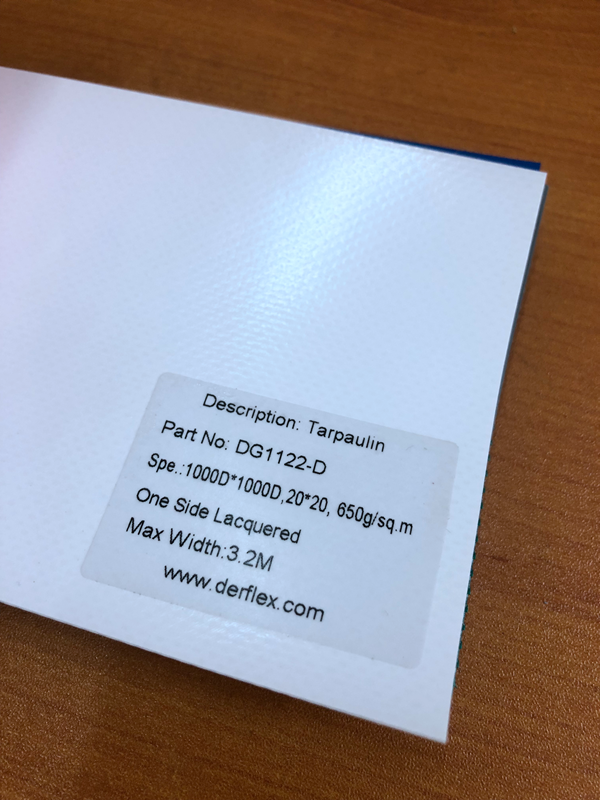 Description: Tarpaulin
Part No: DG1122-D
Spe.:1000D*1000D,20*20, 650g/sq.m
One Side Lacquered
Max Width:3.2M
www.derflex.com